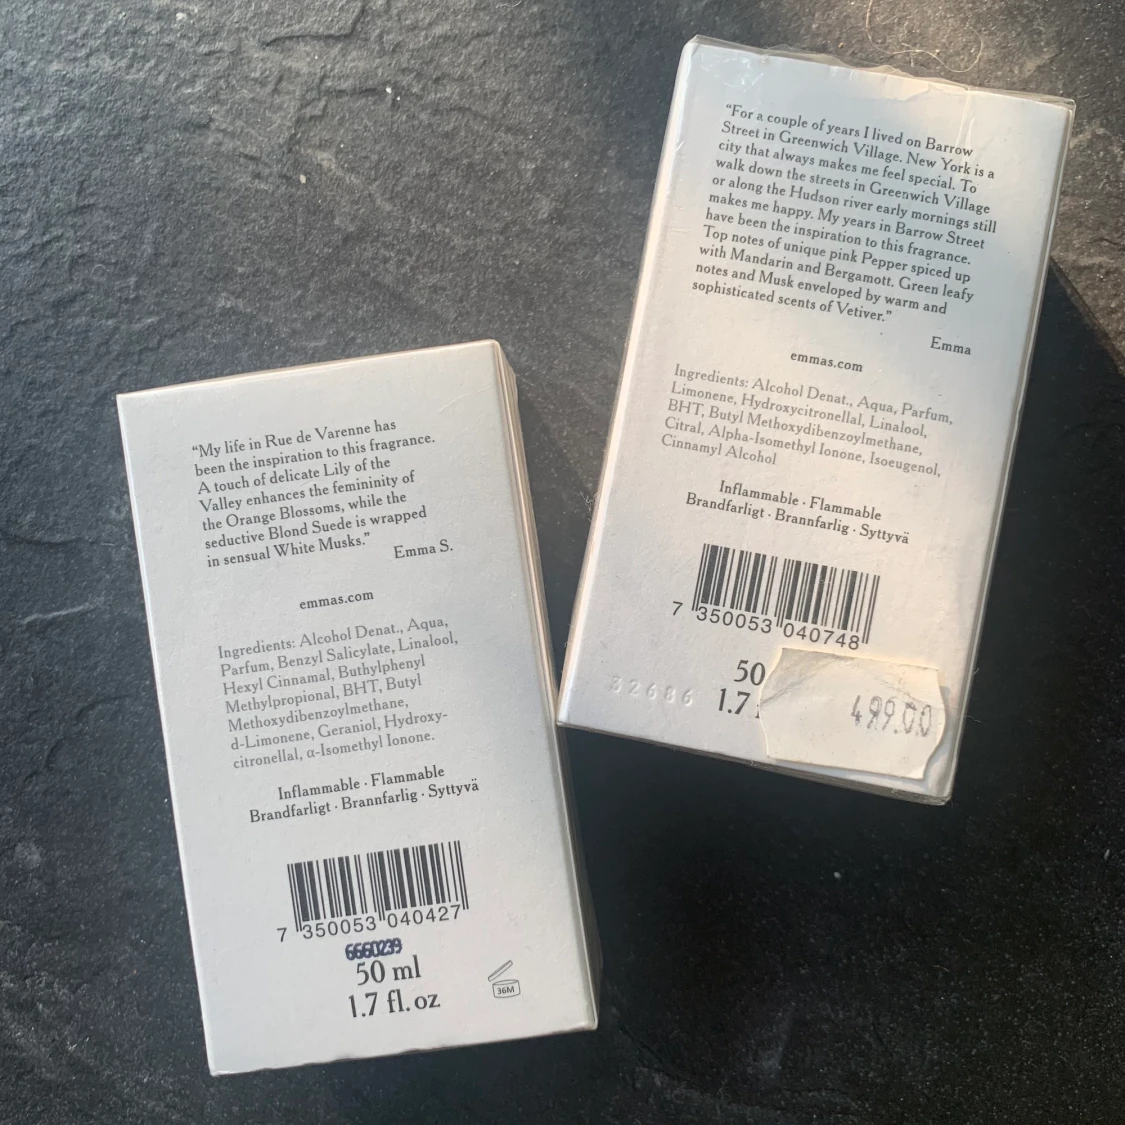 “My life in Rue de Varenne has
been the inspiration to this fragrance.
A touch of delicate Lily of the
Valley enhances the femininity of
the Orange Blossoms, while the
seductive Blond Suede is wrapped
in sensual White Musks.”
Emma S.
emmas.com
Ingredients: Alcohol Denat., Aqua,
Parfum, Benzyl Salicylate, Linalool,
Hexyl Cinnamal, Buthylphenyl
Methylpropional, BHT, Butyl
Methoxydibenzoylmethane,
d-Limonene, Geraniol, Hydroxy-
citronellal, α-Isomethyl Ionone.
Inflammable · Flammable
Brandfarligt · Brannfarlig · Syttyvä
7 350053 040427
6660239
50 ml
1.7 fl. oz
36M
“For a couple of years I lived on Barrow
Street in Greenwich Village. New York is a
city that always makes me feel special. To
walk down the streets in Greenwich Village
or along the Hudson river early mornings still
makes me happy. My years in Barrow Street
have been the inspiration to this fragrance.
Top notes of unique pink Pepper spiced up
with Mandarin and Bergamott. Green leafy
notes and Musk enveloped by warm and
sophisticated scents of Vetiver.”
Emma
emmas.com
Ingredients: Alcohol Denat., Aqua, Parfum,
Limonene, Hydroxycitronellal, Linalool,
BHT, Butyl Methoxydibenzoylmethane,
Citral, Alpha-Isomethyl Ionone, Isoeugenol,
Cinnamyl Alcohol
Inflammable · Flammable
Brandfarligt · Brannfarlig · Syttyvä
7 350053 040748
50
1.7
32686
499.00